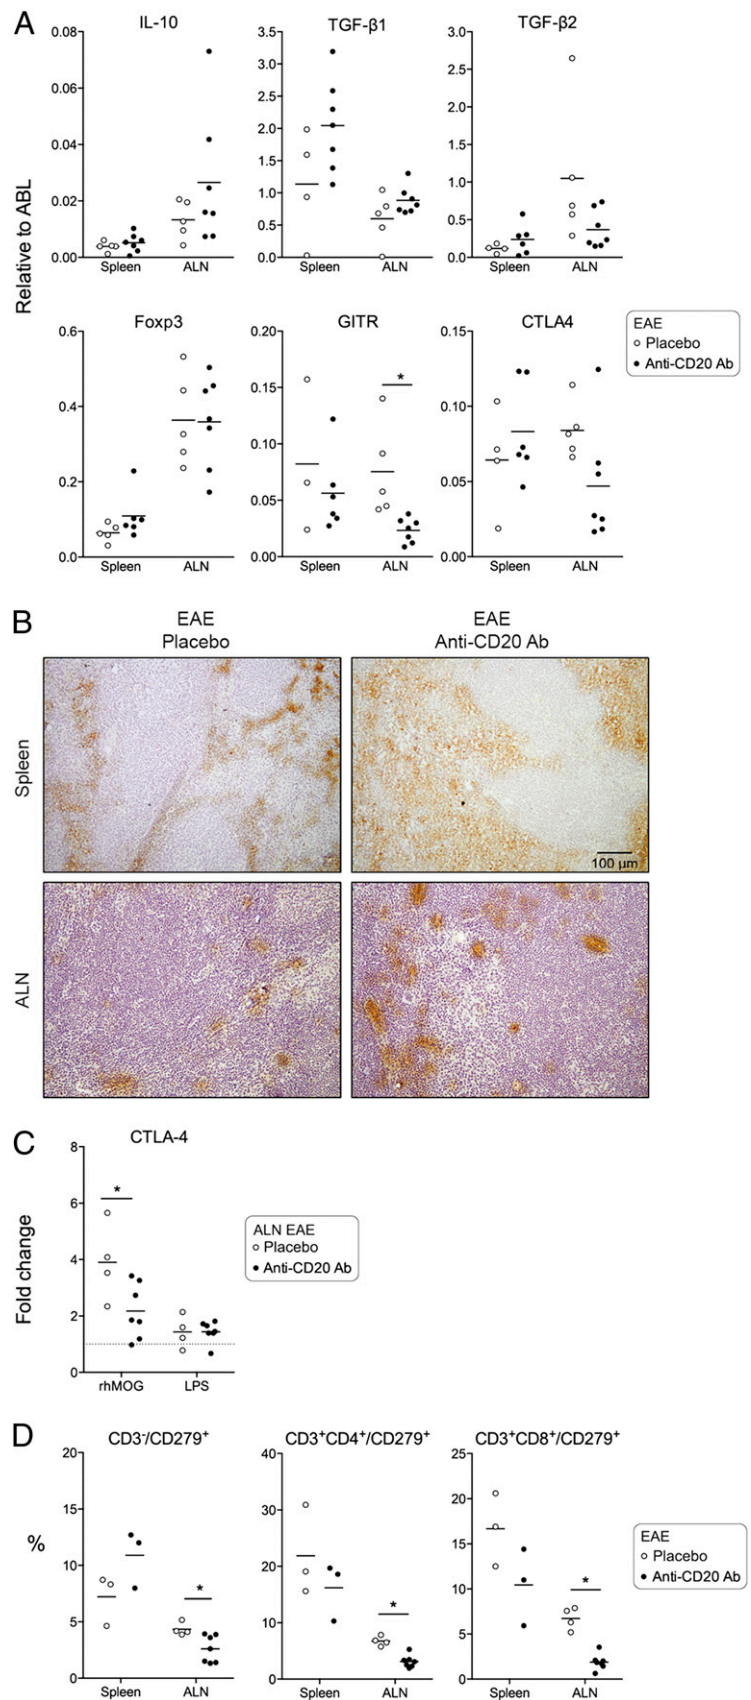 A
IL-10
TGF-β1
TGF-β2
Relative to ABL
0.08
0.06
0.04
0.02
0.00
Spleen
ALN
3.5
3.0
2.5
2.0
1.5
1.0
0.5
0.0
Spleen
ALN
3.0
2.5
2.0
1.5
1.0
0.5
0.0
Spleen
ALN
Foxp3
GITR
CTLA4
0.6
0.4
0.2
0.0
Spleen
ALN
0.20
0.15
0.10
0.05
0.00
*
Spleen
ALN
0.15
0.10
0.05
0.00
Spleen
ALN
EAE
Placebo
Anti-CD20 Ab
B
EAE
Placebo
EAE
Anti-CD20 Ab
Spleen
100 µm
ALN
C
CTLA-4
Fold change
8
6
4
2
0
*
rhMOG
LPS
ALN EAE
Placebo
Anti-CD20 Ab
D
CD3⁻/CD279⁺
CD3⁺CD4⁺/CD279⁺
CD3⁺CD8⁺/CD279⁺
%
20
15
10
5
0
*
Spleen
ALN
40
30
20
10
0
*
Spleen
ALN
25
20
15
10
5
0
*
Spleen
ALN
EAE
Placebo
Anti-CD20 Ab